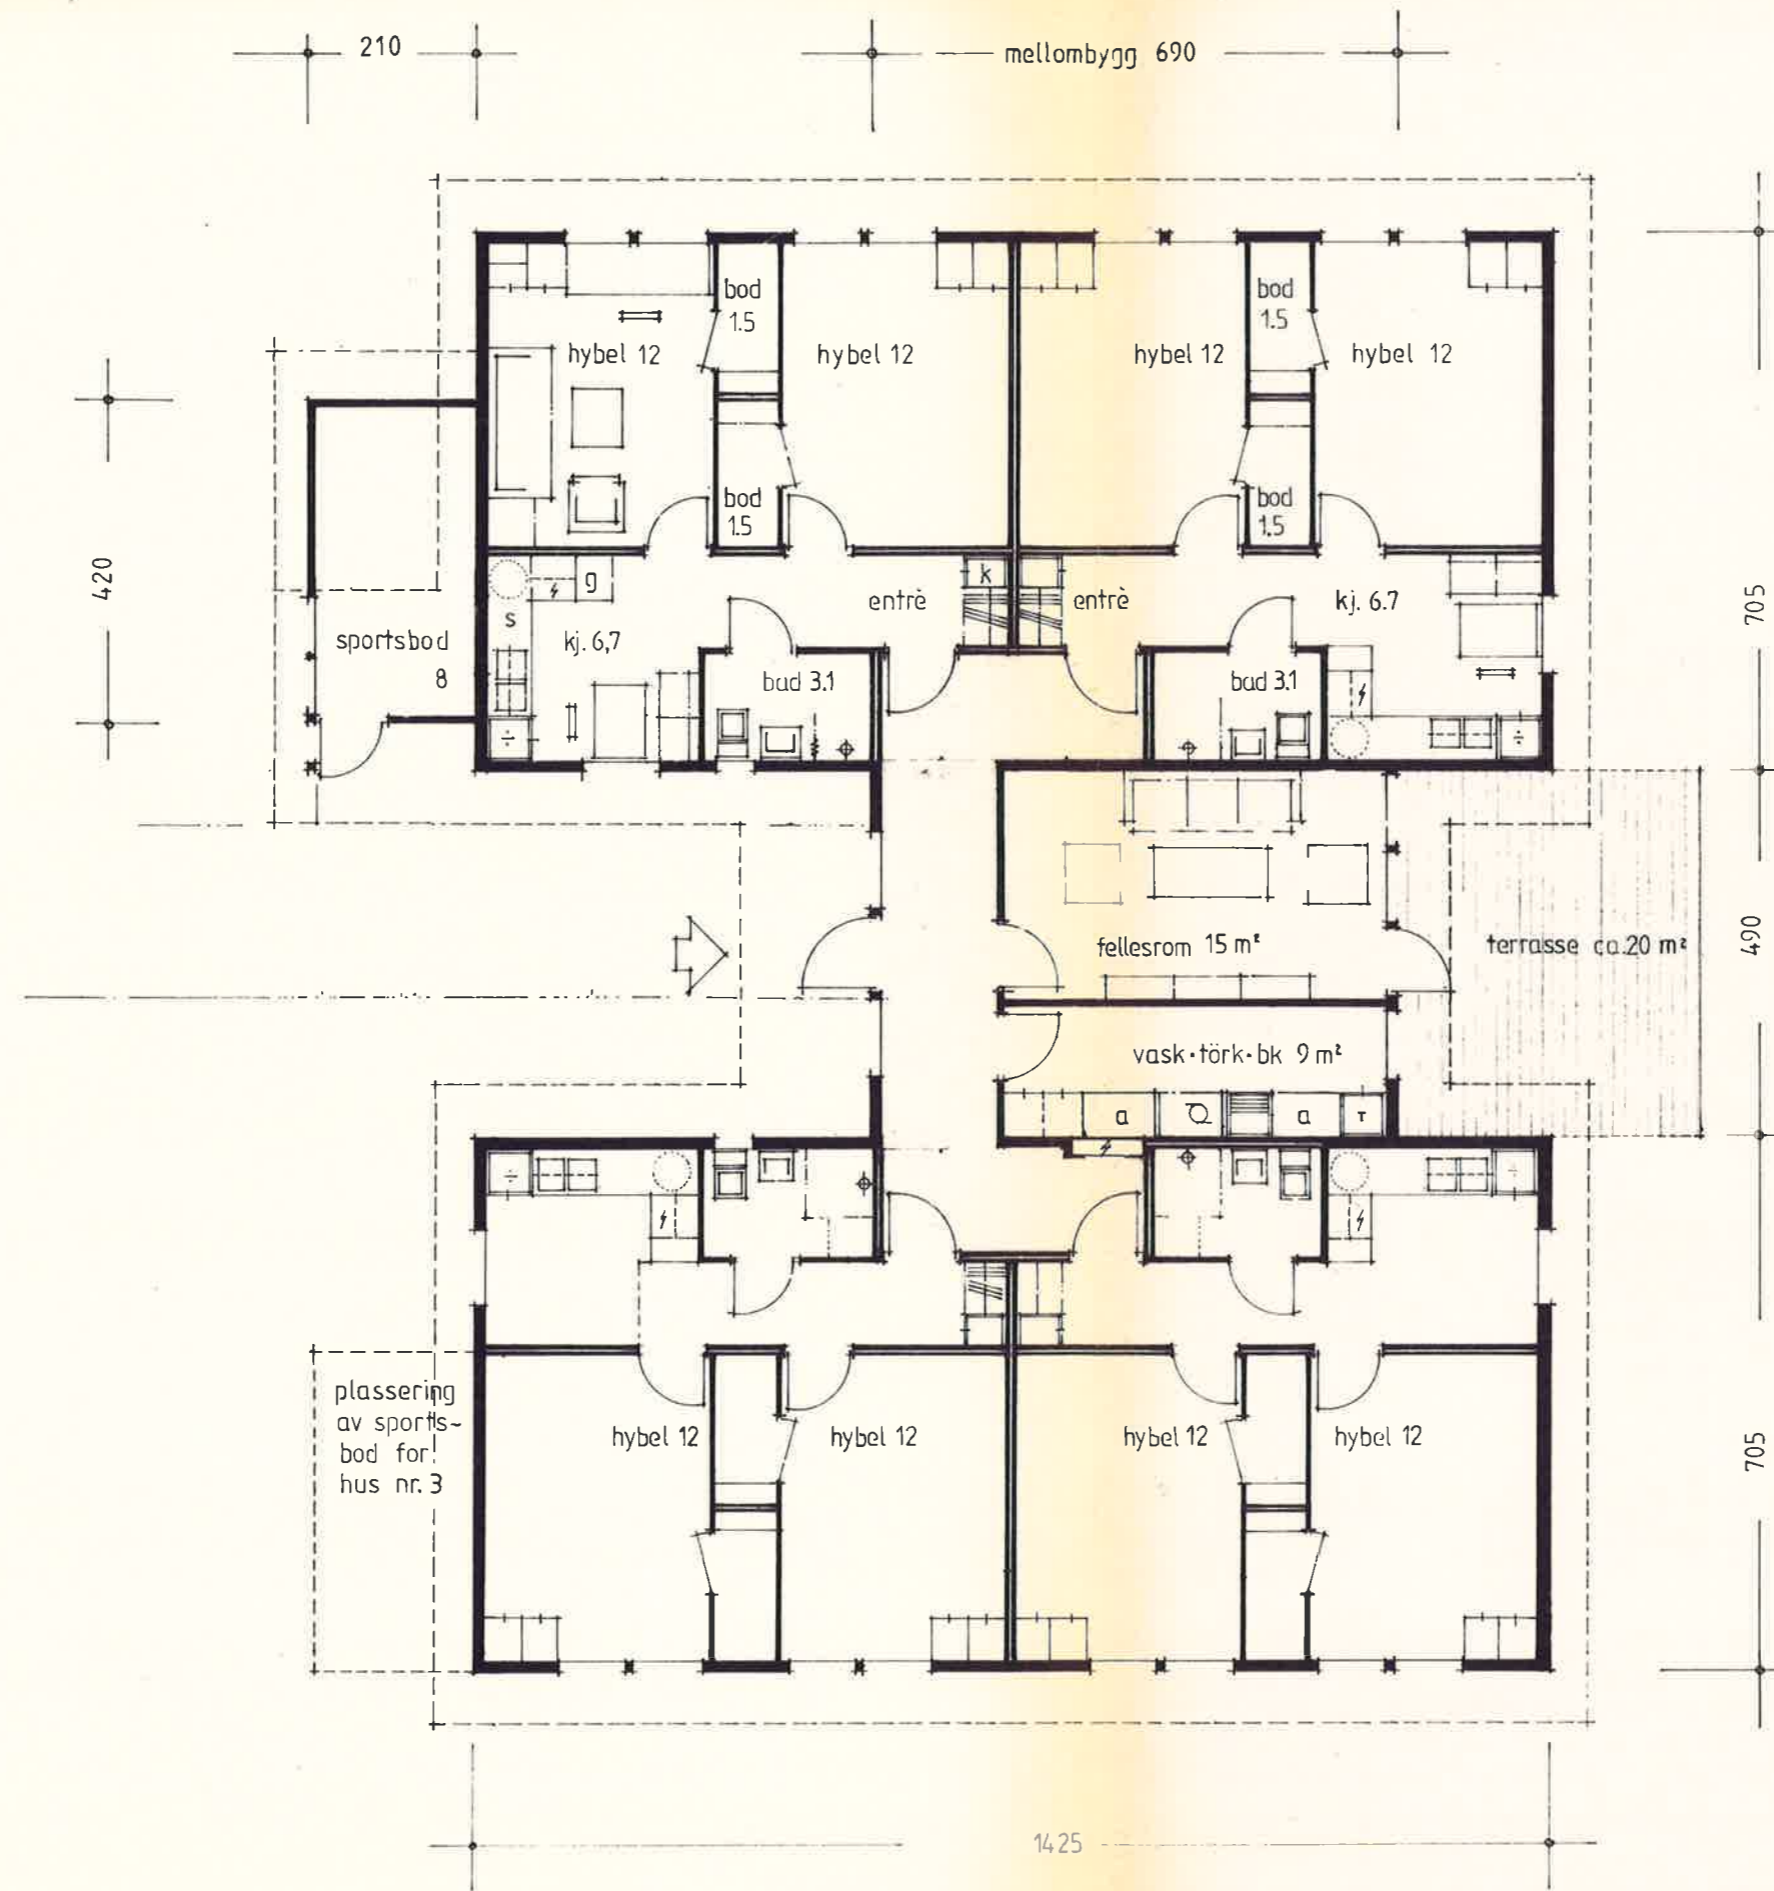 210
mellombygg 690
bod
1.5
bod
1.5
hybel 12
hybel 12
hybel 12
hybel 12
bod
1.5
bod
1.5
420
g
k
entrè
entrè
kj. 6.7
705
s
sportsbod
8
kj. 6,7
bad 3.1
bad 3.1
fellesrom 15 m²
terrasse ca.20 m²
490
vask·törk·bk 9 m²
a
a
T
plassering
av sports-
bod for
hus nr. 3
hybel 12
hybel 12
hybel 12
hybel 12
705
1425